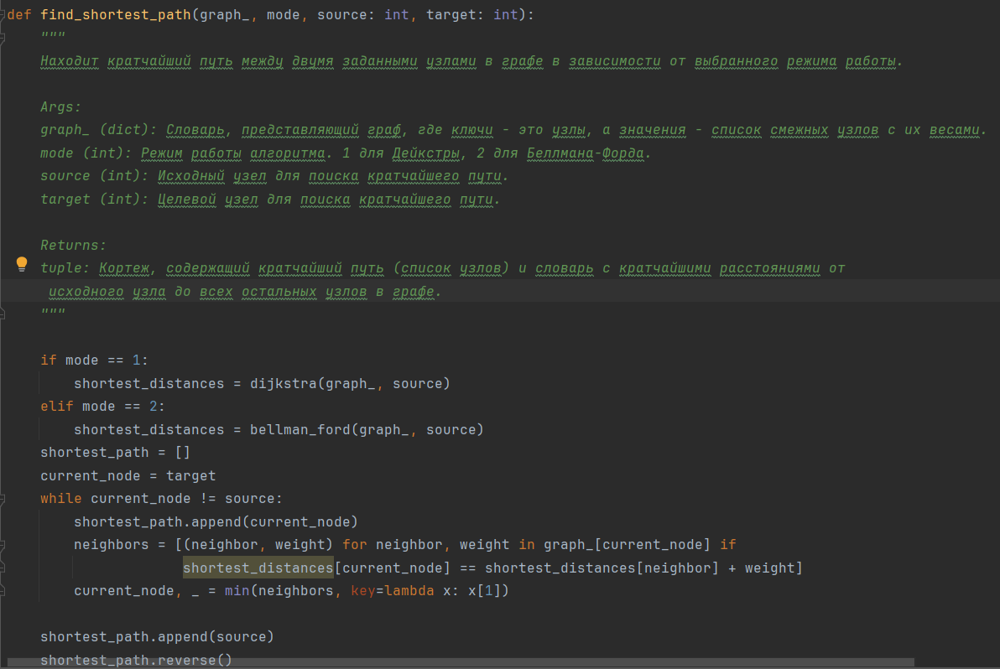 def find_shortest_path(graph_, mode, source: int, target: int):
    """
    Находит кратчайший путь между двумя заданными узлами в графе в зависимости от выбранного режима работы.

    Args:
    graph_ (dict): Словарь, представляющий граф, где ключи - это узлы, а значения - список смежных узлов с их весами.
    mode (int): Режим работы алгоритма. 1 для Дейкстры, 2 для Беллмана-Форда.
    source (int): Исходный узел для поиска кратчайшего пути.
    target (int): Целевой узел для поиска кратчайшего пути.

    Returns:
    tuple: Кортеж, содержащий кратчайший путь (список узлов) и словарь с кратчайшими расстояниями от
     исходного узла до всех остальных узлов в графе.
    """

    if mode == 1:
        shortest_distances = dijkstra(graph_, source)
    elif mode == 2:
        shortest_distances = bellman_ford(graph_, source)
    shortest_path = []
    current_node = target
    while current_node != source:
        shortest_path.append(current_node)
        neighbors = [(neighbor, weight) for neighbor, weight in graph_[current_node] if
                     shortest_distances[current_node] == shortest_distances[neighbor] + weight]
        current_node, _ = min(neighbors, key=lambda x: x[1])

    shortest_path.append(source)
    shortest_path.reverse()